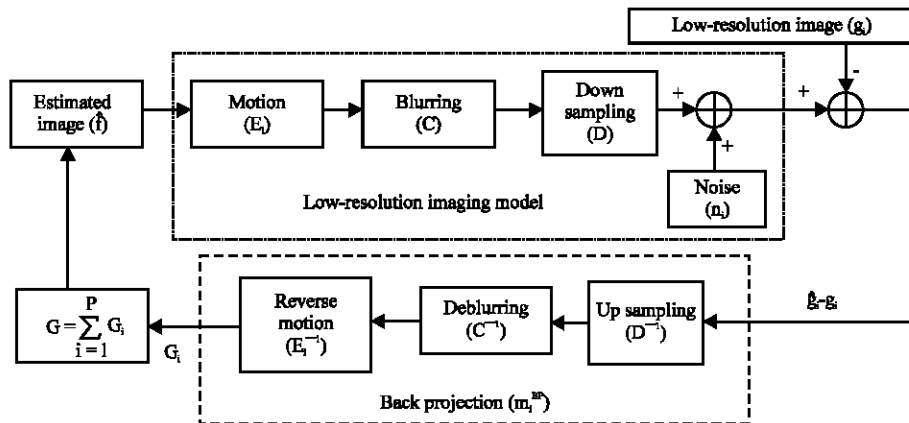 Low-resolution image (gᵢ)
-
Estimated
image (f̂)
Motion
(Eᵢ)
Blurring
(C)
Down
sampling
(D)
+
+
+
Noise
(nᵢ)
Low-resolution imaging model
P
G = ∑ Gᵢ
i = 1
Gᵢ
Reverse
motion
(Eᵢ⁻¹)
Deblurring
(C⁻¹)
Up sampling
(D⁻¹)
ĝ-gᵢ
Back projection (mᵢᴮᴾ)